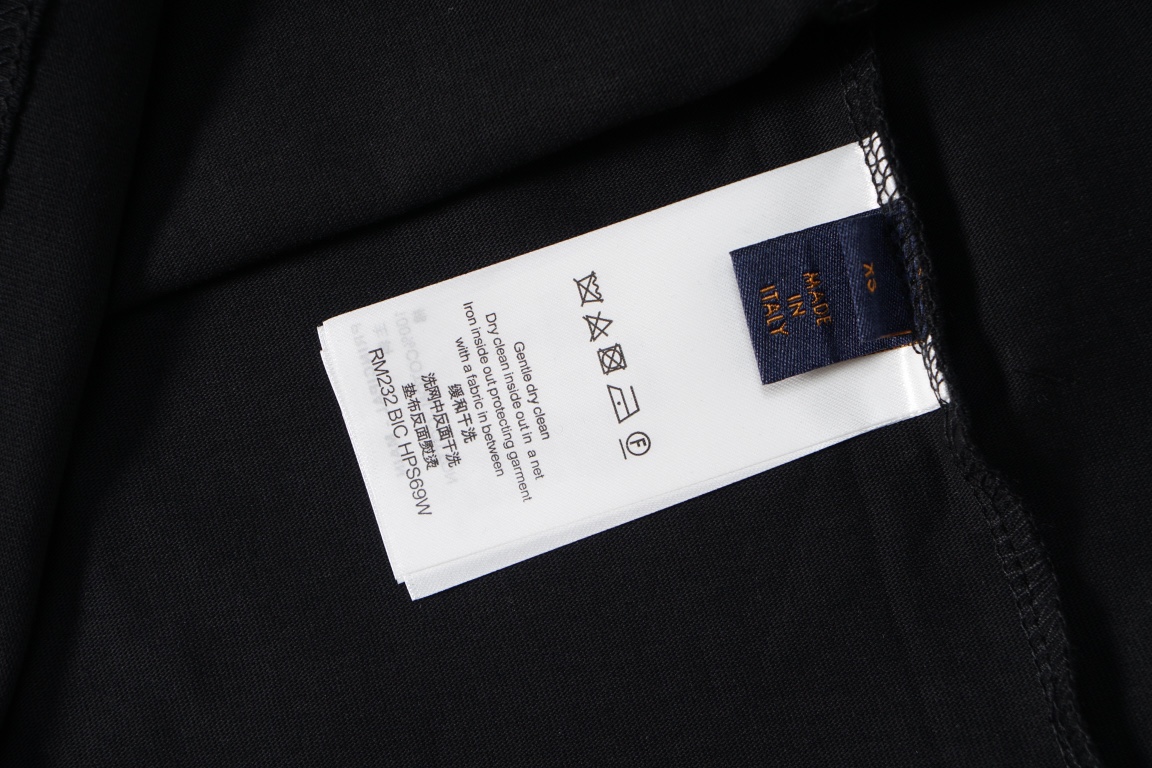 MADE
IN
ITALY
Gentle dry clean
Dry clean inside out in a net
Iron inside out protecting garment
with a fabric in between
缓和干洗
洗网中反面干洗
垫布反面熨烫
RM232 BIC HPS69W